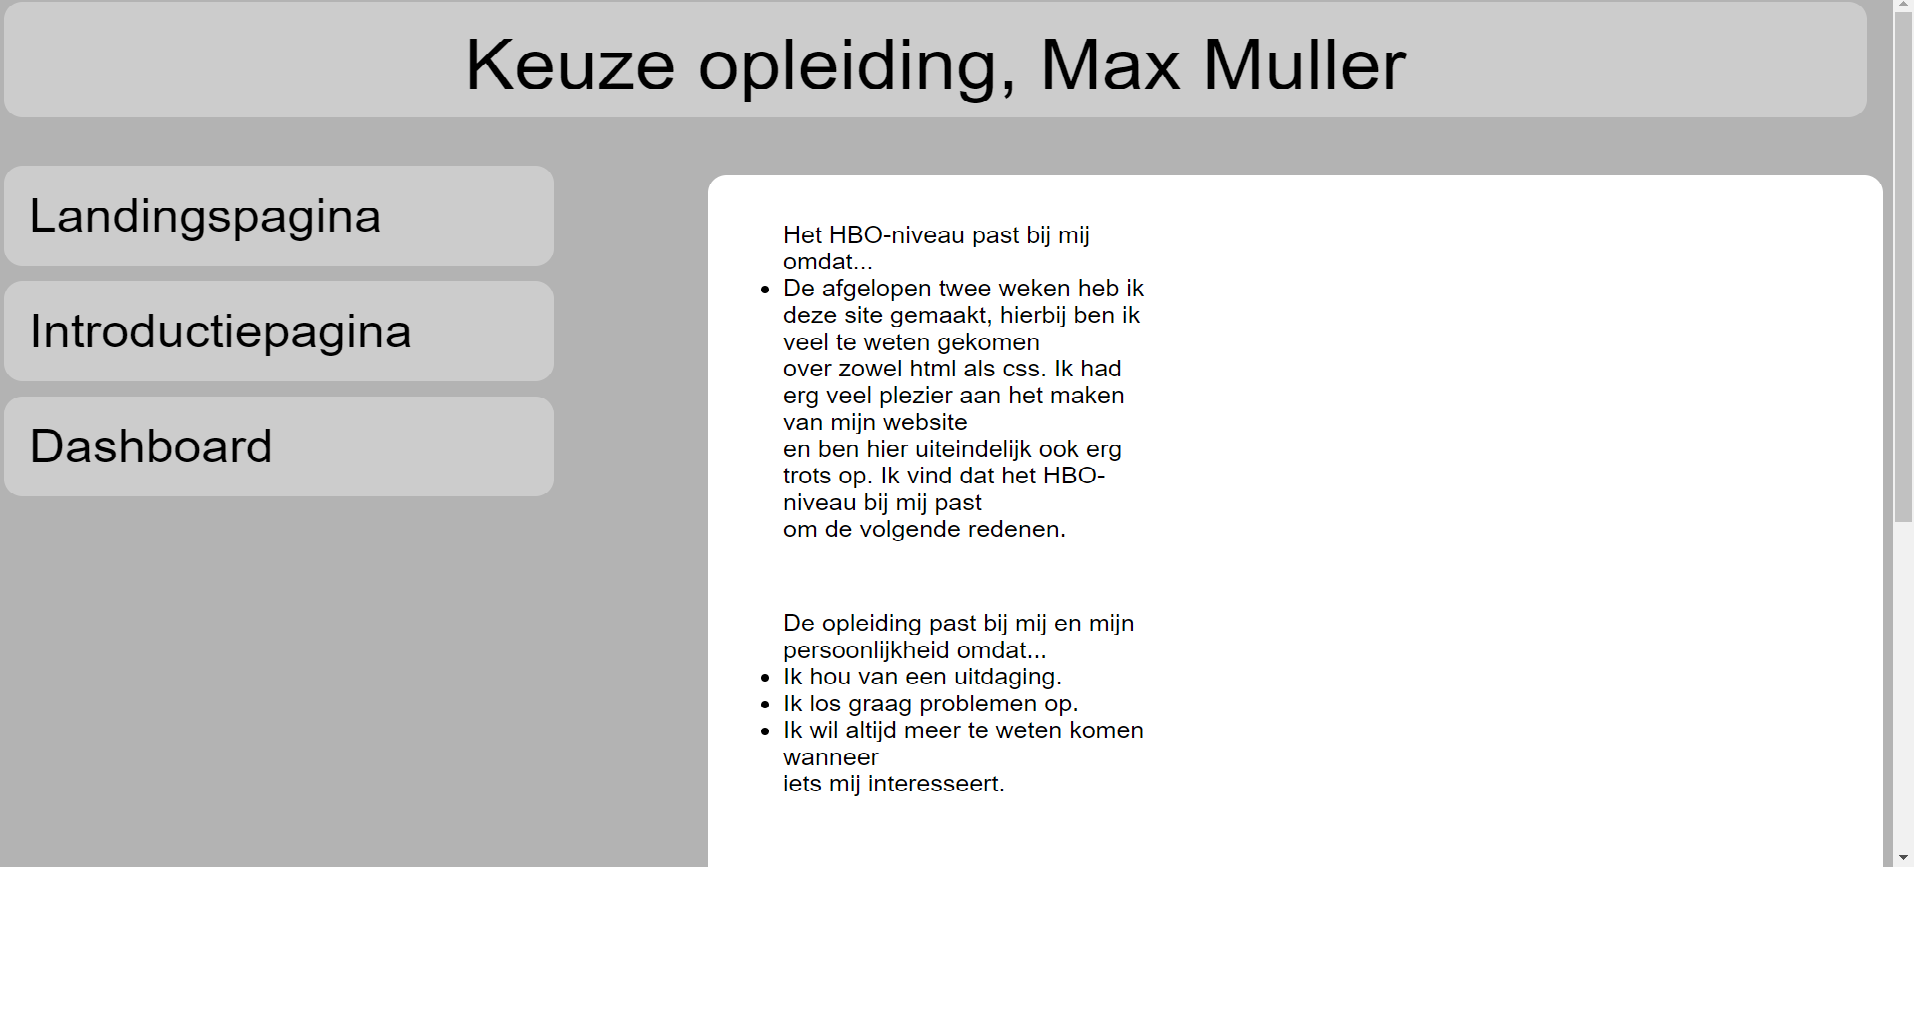 Keuze opleiding, Max Muller
Landingspagina
Introductiepagina
Dashboard
Het HBO-niveau past bij mij
omdat...
De afgelopen twee weken heb ik
deze site gemaakt, hierbij ben ik
veel te weten gekomen
over zowel html als css. Ik had
erg veel plezier aan het maken
van mijn website
en ben hier uiteindelijk ook erg
trots op. Ik vind dat het HBO-
niveau bij mij past
om de volgende redenen.
De opleiding past bij mij en mijn
persoonlijkheid omdat...
Ik hou van een uitdaging.
Ik los graag problemen op.
Ik wil altijd meer te weten komen
wanneer
iets mij interesseert.